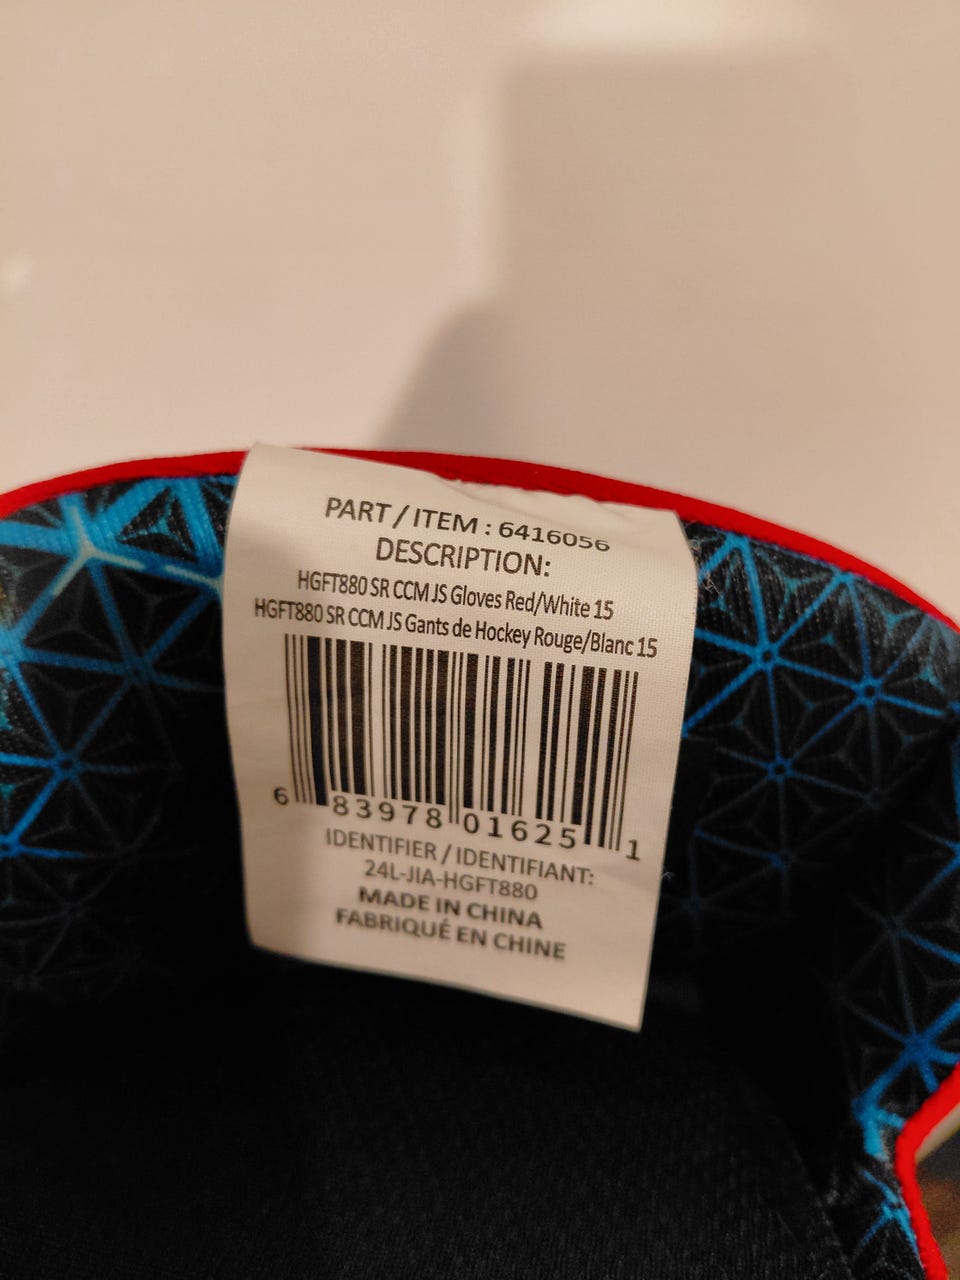 PART / ITEM : 6416056
DESCRIPTION:
HGFT880 SR CCM JS Gloves Red/White 15
HGFT880 SR CCM JS Gants de Hockey Rouge/Blanc 15
6 83978 01625 1
IDENTIFIER / IDENTIFIANT:
24L-JIA-HGFT880
MADE IN CHINA
FABRIQUÉ EN CHINE